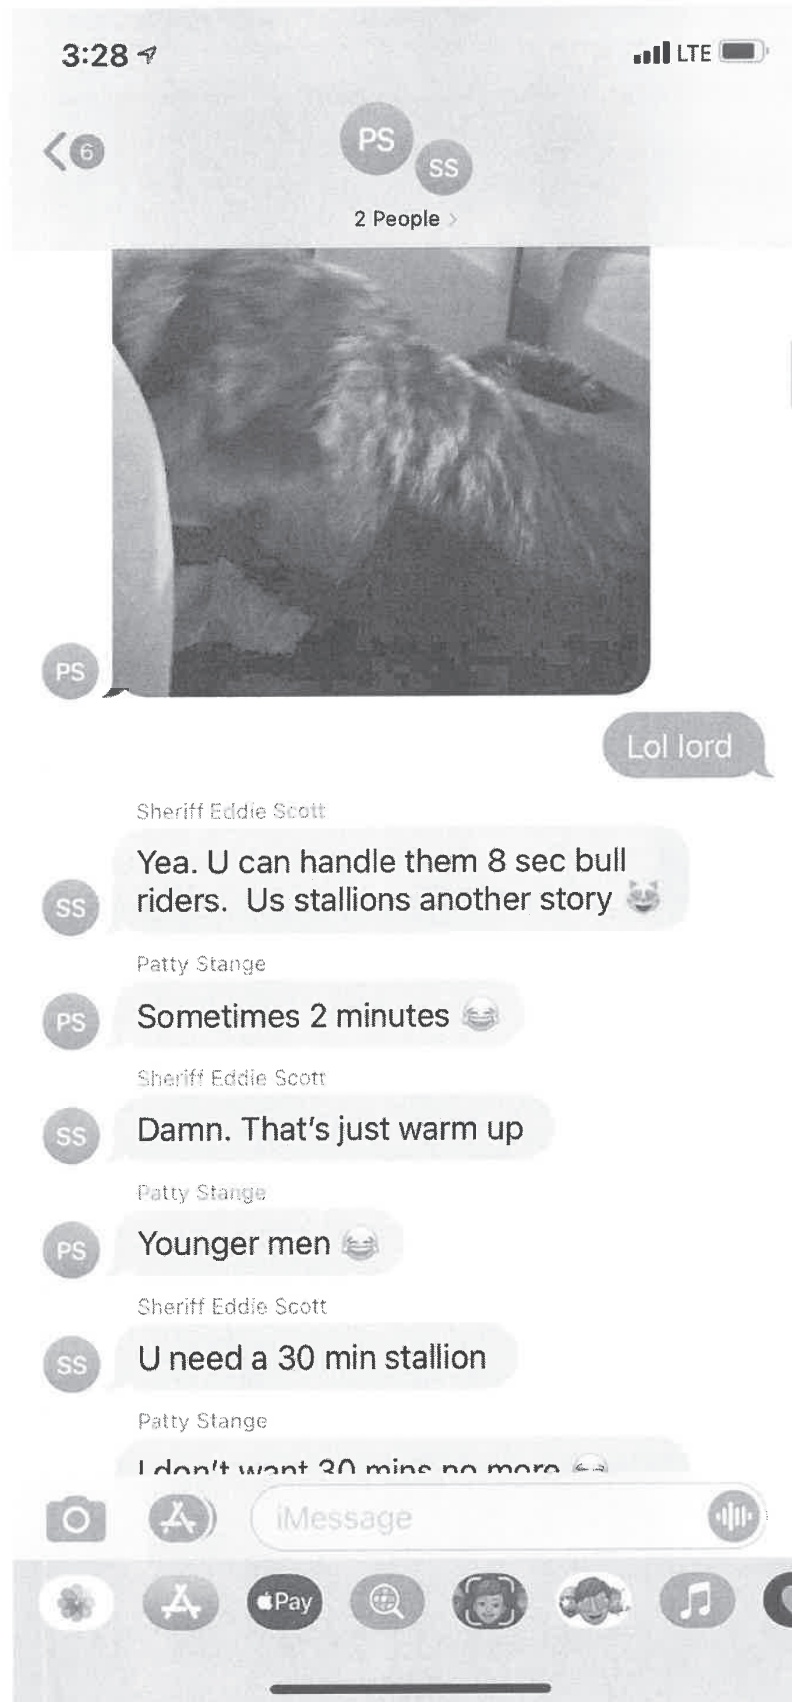 3:28
LTE
6
PS
SS
2 People
PS
Lol lord
Sheriff Eddie Scott
Yea. U can handle them 8 sec bull
riders. Us stallions another story 😹
SS
Patty Stange
Sometimes 2 minutes 😂
PS
Sheriff Eddie Scott
Damn. That's just warm up
SS
Patty Stange
Younger men 😂
PS
Sheriff Eddie Scott
U need a 30 min stallion
SS
Patty Stange
I don't want 30 mins no more 😂
iMessage
Pay